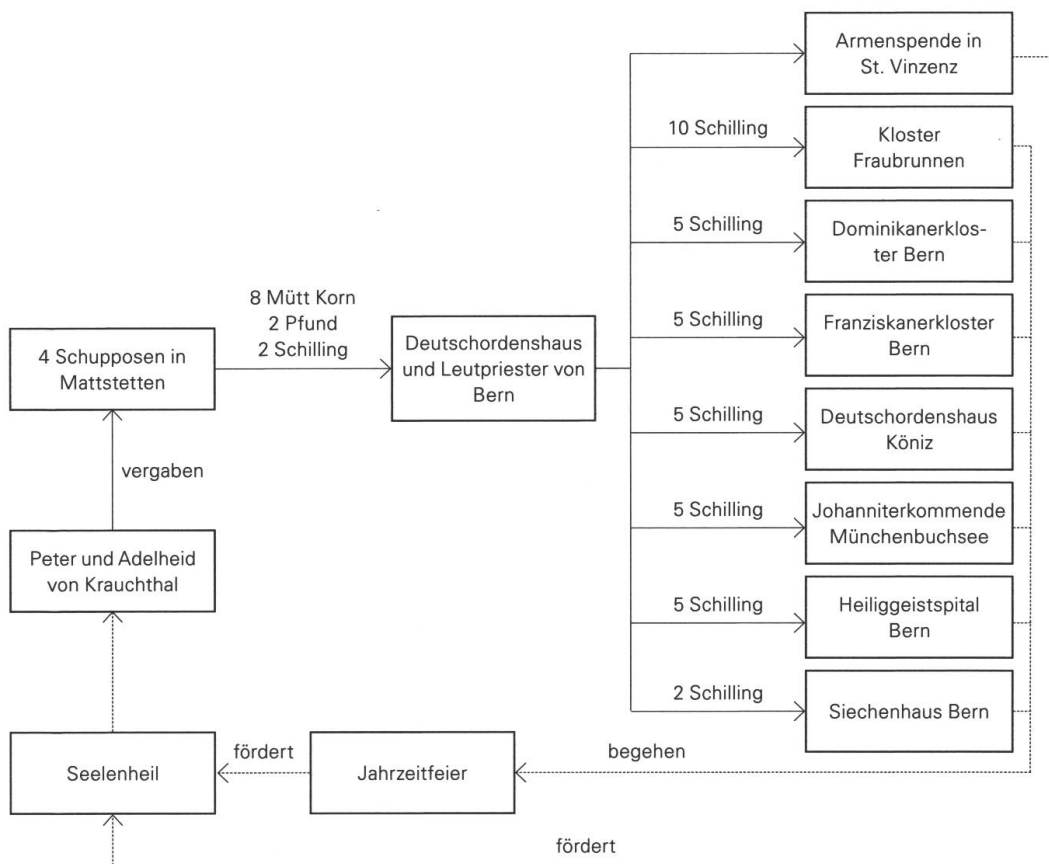 Armenspende in
St. Vinzenz
10 Schilling
Kloster
Fraubrunnen
5 Schilling
Dominikanerklos-
ter Bern
8 Mütt Korn
2 Pfund
2 Schilling
5 Schilling
Franziskanerkloster
Bern
4 Schupposen in
Mattstetten
Deutschordenshaus
und Leutpriester von
Bern
5 Schilling
Deutschordenshaus
Köniz
vergaben
5 Schilling
Johanniterkommende
Münchenbuchsee
Peter und Adelheid
von Krauchthal
5 Schilling
Heiliggeistspital
Bern
2 Schilling
Siechenhaus Bern
Seelenheil
fördert
Jahrzeitfeier
begehen
fördert